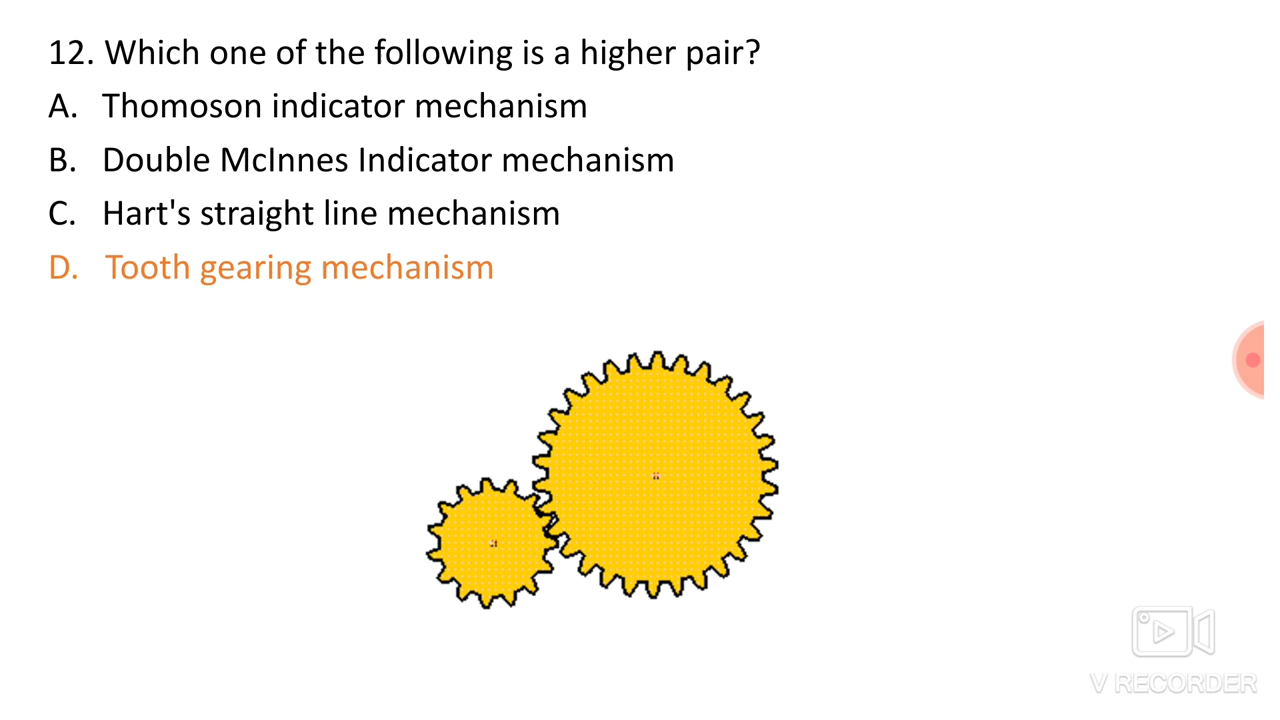 12. Which one of the following is a higher pair?
A. Thomoson indicator mechanism
B. Double McInnes Indicator mechanism
C. Hart's straight line mechanism
D. Tooth gearing mechanism
V RECORDER